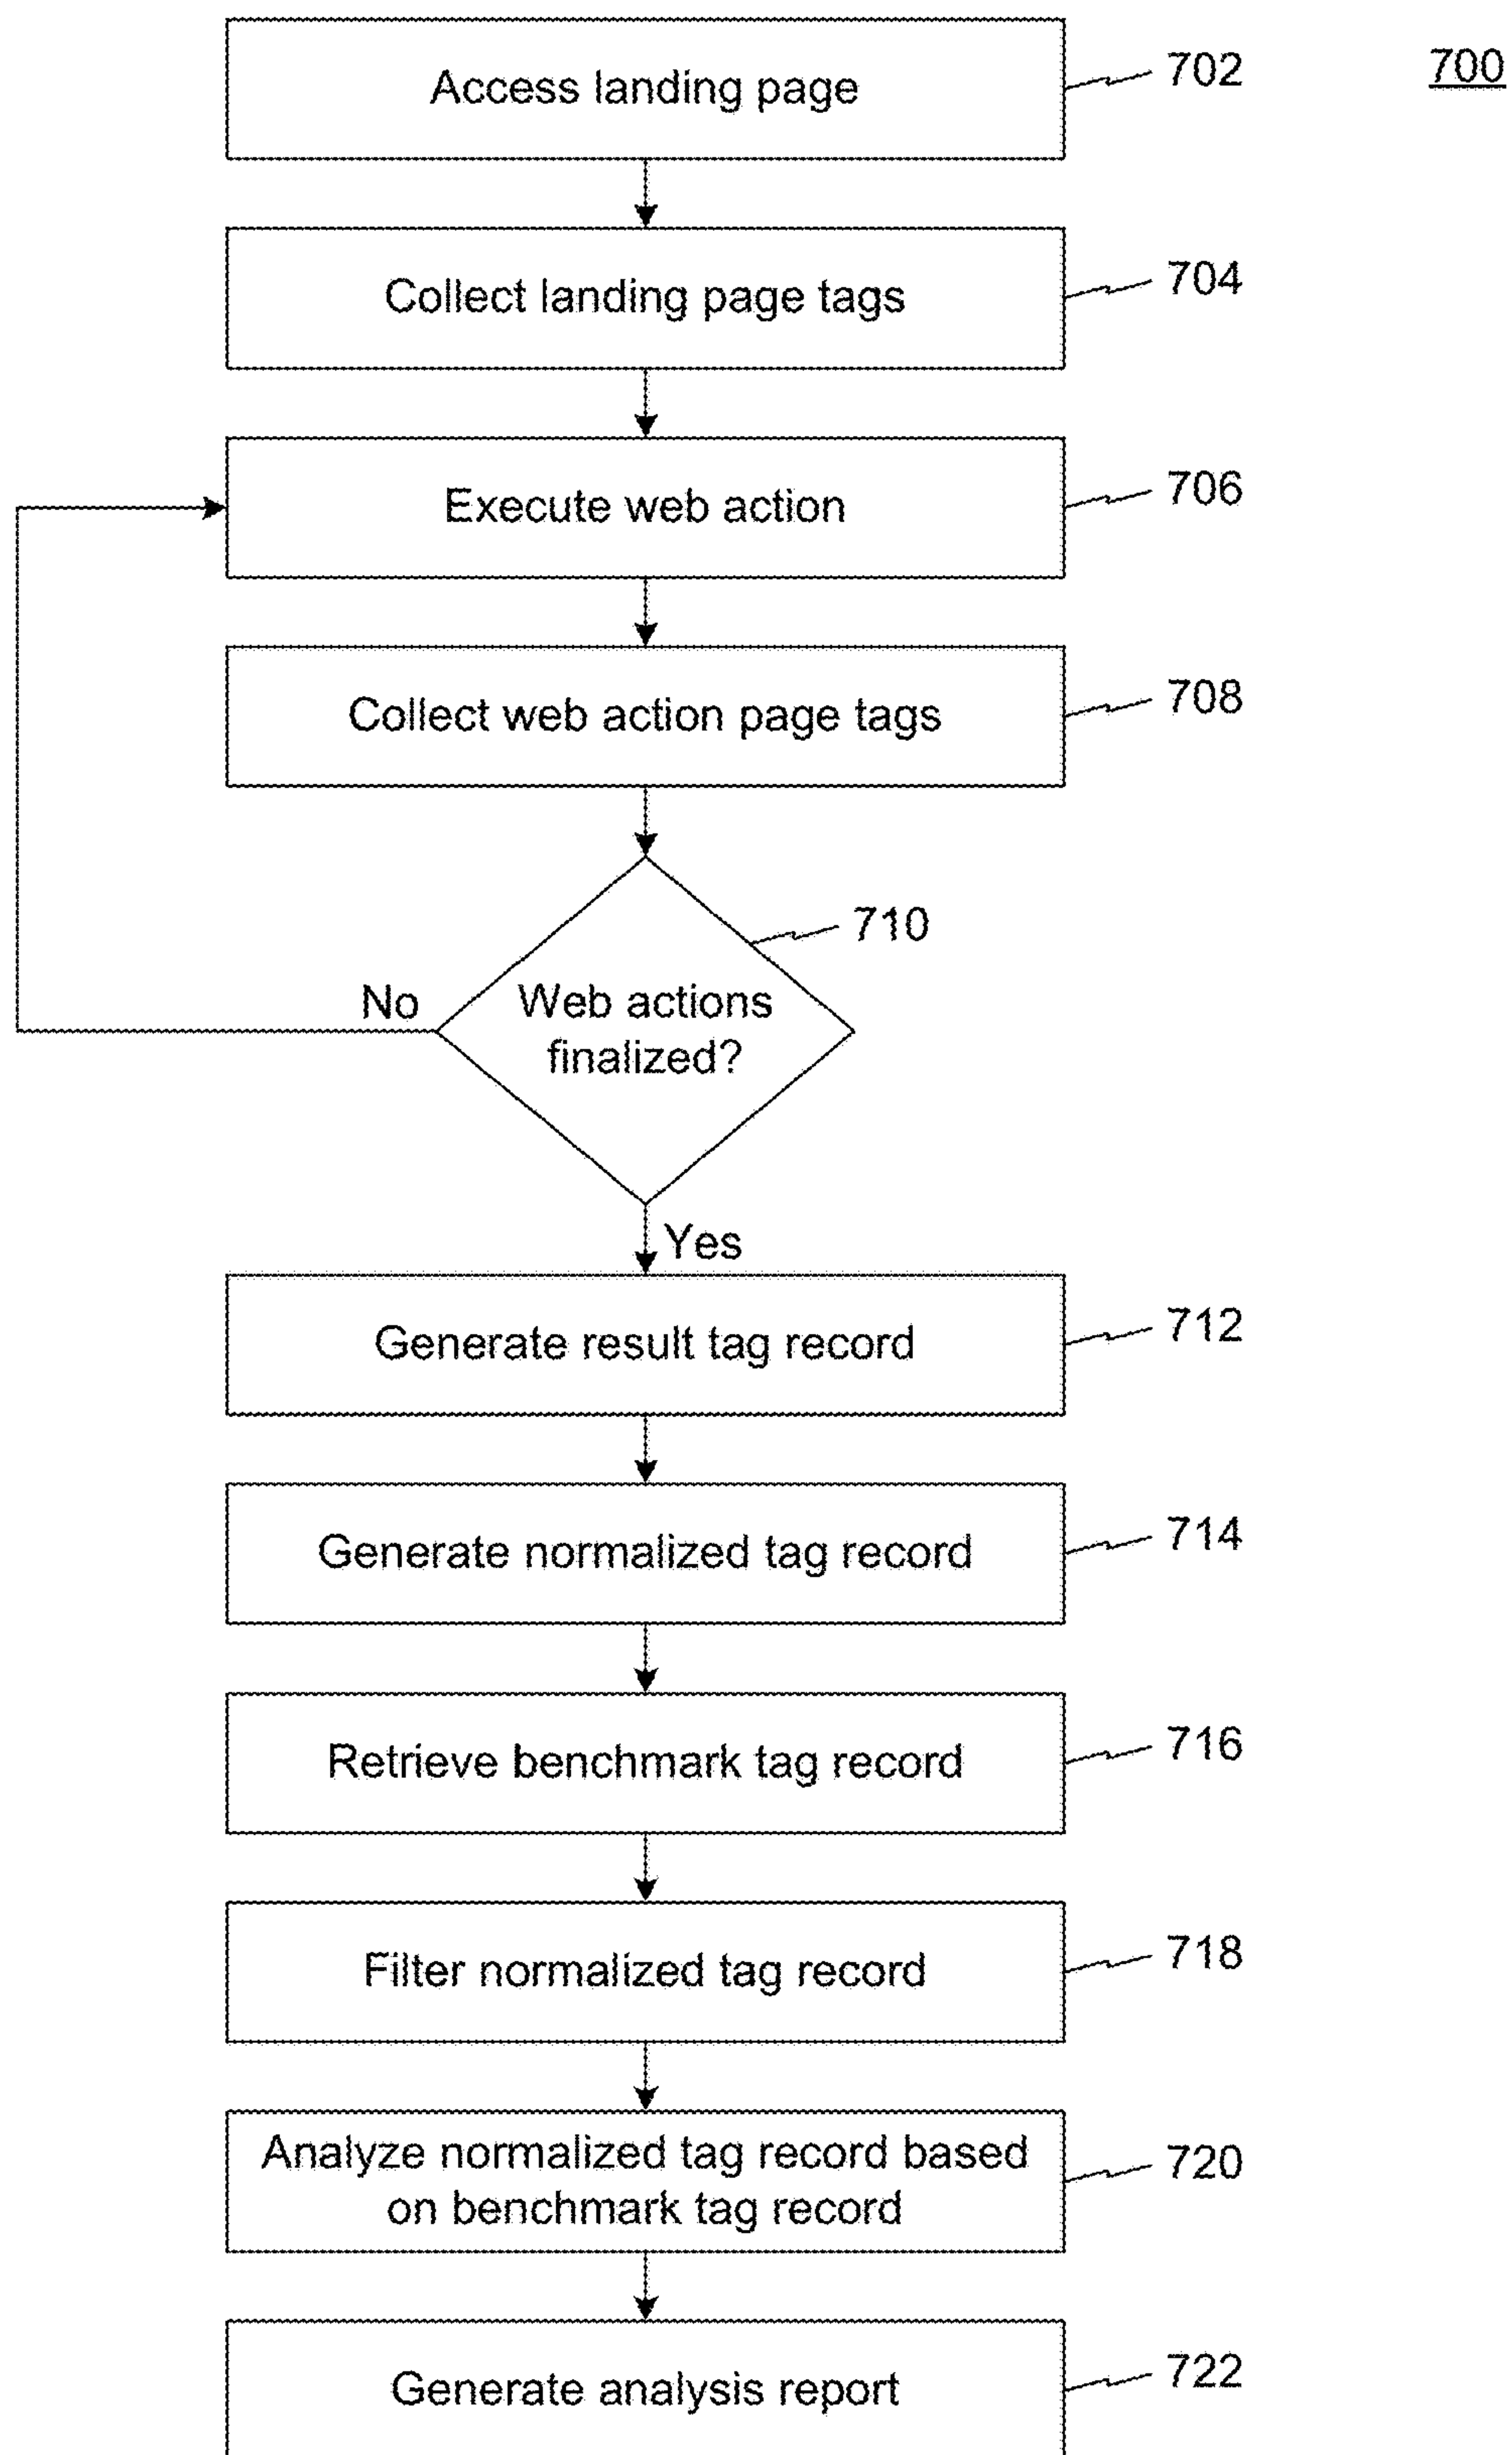 Access landing page
702
700
Collect landing page tags
704
Execute web action
706
Collect web action page tags
708
710
No
Web actions
finalized?
Yes
Generate result tag record
712
Generate normalized tag record
714
Retrieve benchmark tag record
716
Filter normalized tag record
718
Analyze normalized tag record based
on benchmark tag record
720
Generate analysis report
722